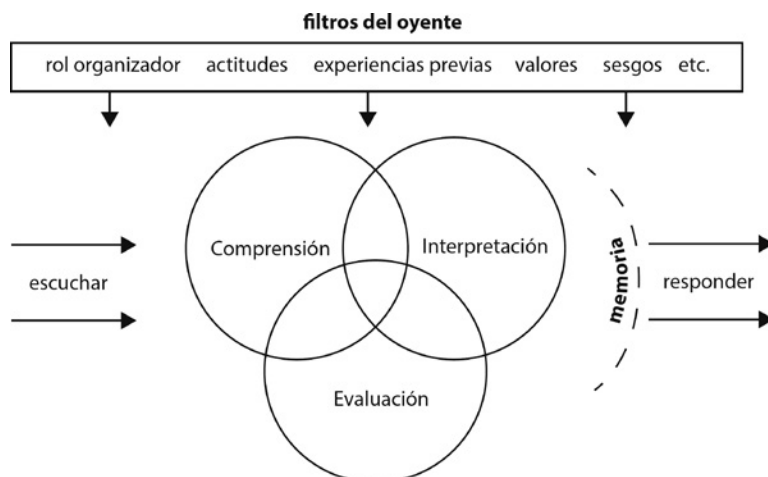 filtros del oyente
rol organizador actitudes experiencias previas valores sesgos etc.
Comprensión
Interpretación
escuchar
memoria
responder
Evaluación